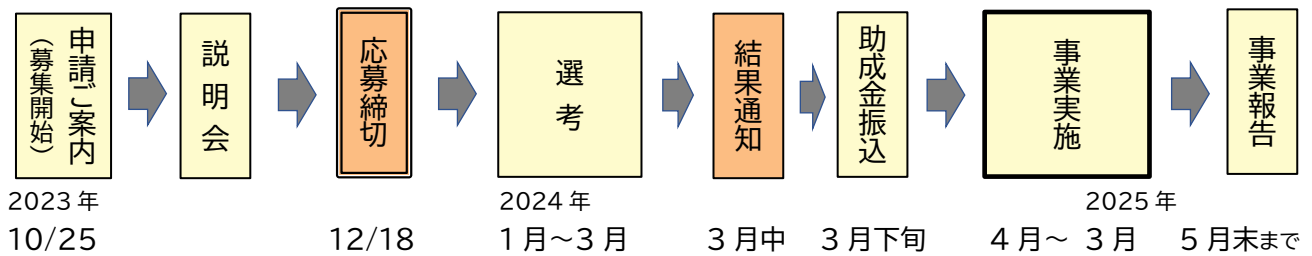 申請ご案内
（募集開始）
説明会
応募締切
選考
結果通知
助成金振込
事業実施
事業報告
2023年
2024年
2025年
10/25
12/18
1月～3月
3月中
3月下旬
4月～ 3月
5月末まで